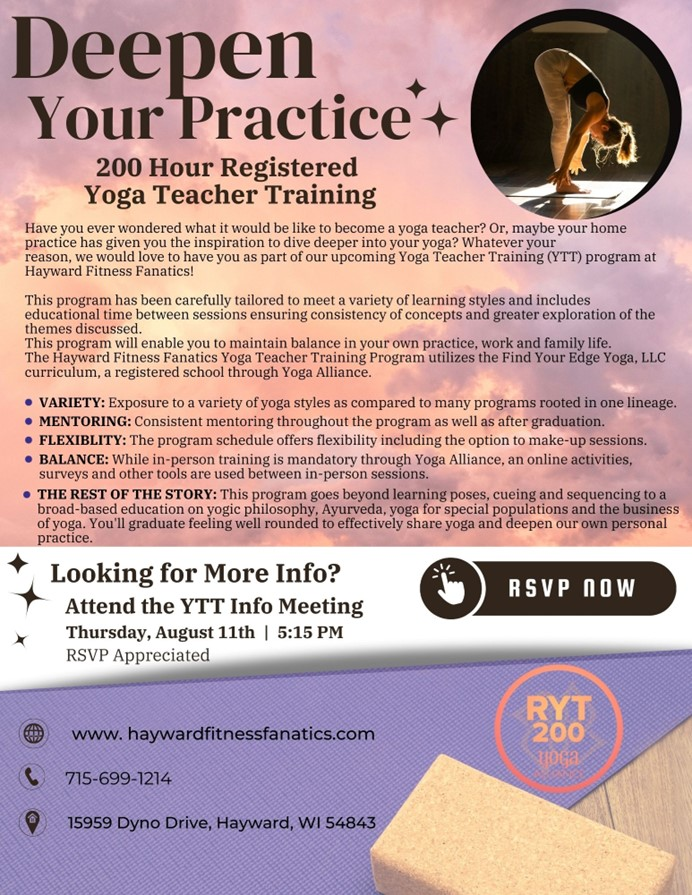 Deepen
Your Practice
200 Hour Registered
Yoga Teacher Training
Have you ever wondered what it would be like to become a yoga teacher? Or, maybe your home
practice has given you the inspiration to dive deeper into your yoga? Whatever your
reason, we would love to have you as part of our upcoming Yoga Teacher Training (YTT) program at
Hayward Fitness Fanatics!
This program has been carefully tailored to meet a variety of learning styles and includes
educational time between sessions ensuring consistency of concepts and greater exploration of the
themes discussed.
This program will enable you to maintain balance in your own practice, work and family life.
The Hayward Fitness Fanatics Yoga Teacher Training Program utilizes the Find Your Edge Yoga, LLC
curriculum, a registered school through Yoga Alliance.
• VARIETY: Exposure to a variety of yoga styles as compared to many programs rooted in one lineage.
• MENTORING: Consistent mentoring throughout the program as well as after graduation.
• FLEXIBLITY: The program schedule offers flexibility including the option to make-up sessions.
• BALANCE: While in-person training is mandatory through Yoga Alliance, an online activities,
surveys and other tools are used between in-person sessions.
• THE REST OF THE STORY: This program goes beyond learning poses, cueing and sequencing to a
broad-based education on yogic philosophy, Ayurveda, yoga for special populations and the business
of yoga. You'll graduate feeling well rounded to effectively share yoga and deepen our own personal
practice.
Looking for More Info?
Attend the YTT Info Meeting
Thursday, August 11th | 5:15 PM
RSVP Appreciated
RSVP NOW
www. haywardfitnessfanatics.com
715-699-1214
15959 Dyno Drive, Hayward, WI 54843
RYT
200
yoga